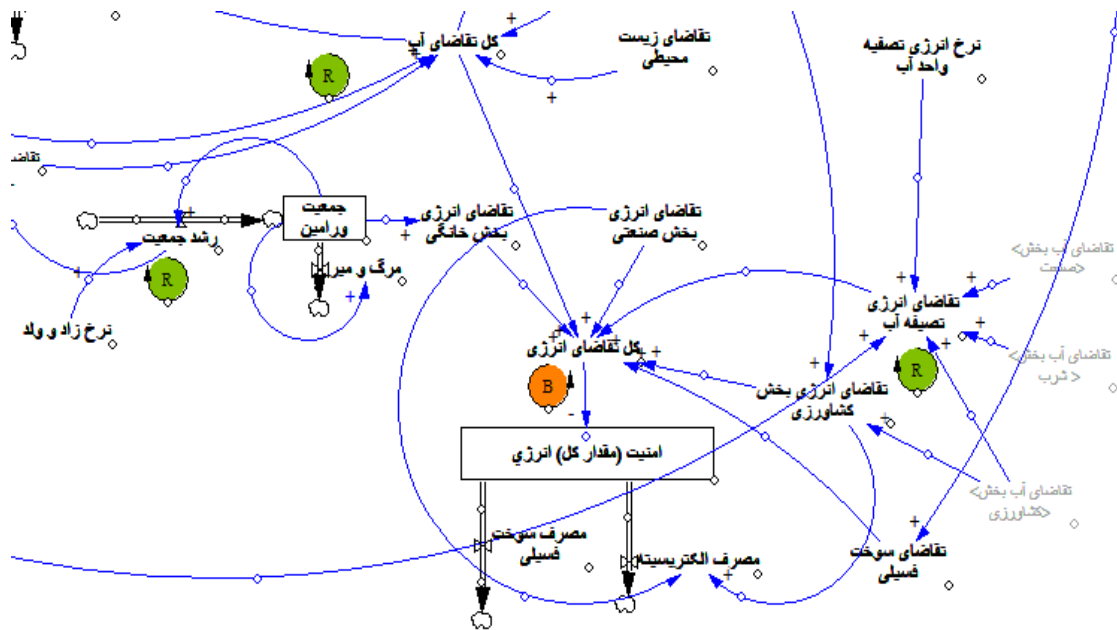 کل تقاضای آب
تقاضای زیست
محیطی
نرخ انرژی تصفیه
واحد آب
R
جمعیت
ورامین
تقاضای انرژی
بخش خانگی
تقاضای انرژی
بخش صنعتی
رشد جمعیت
مرگ و میر
R
نرخ زاد و ولد
<تقاضای آب بخش
صنعت>
تقاضای انرژی
تصیفه آب
<تقاضای آب بخش
شرب >
کل تقاضای انرژی
B
تقاضای انرژی بخش
کشاورزی
R
امنیت (مقدار کل) انرژي
<تقاضای آب بخش
کشاورزی>
مصرف سوخت
فسیلی
مصرف الکتریسیته
تقاضای سوخت
فسیلی